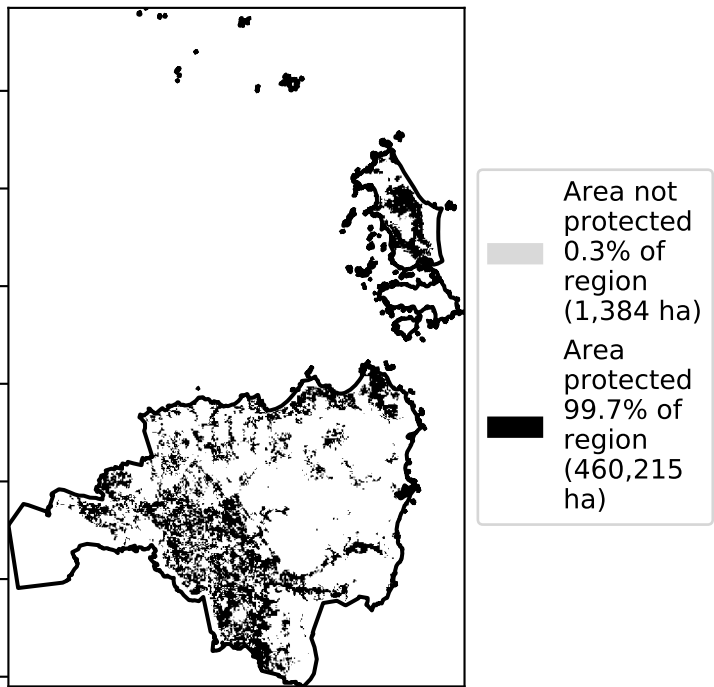 Area not
protected
0.3% of
region
(1,384 ha)
Area
protected
99.7% of
region
(460,215
ha)